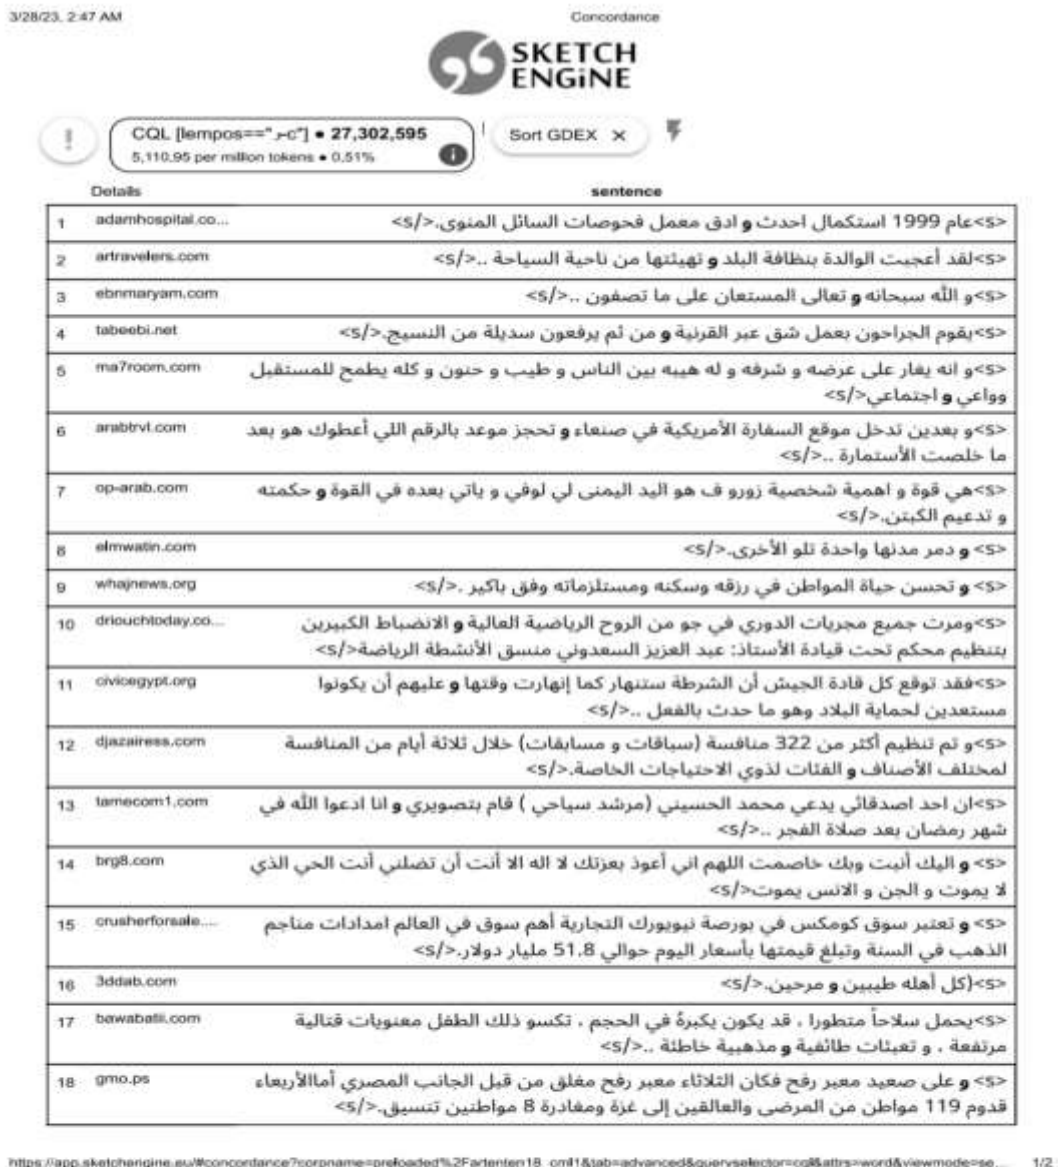 3/28/23, 2:47 AM
Concordance
SKETCH
ENGINE
CQL [lempos=="و-c"] • 27,302,595
5,110.95 per million tokens • 0.51%
i
Sort GDEX ×
Details
sentence
1 adamhospital.co... <s>عام 1999 استكمال احدث و ادق معمل فحوصات السائل المنوى.</s>
2 artravelers.com <s>لقد أعجبت الوالدة بنظافة البلد و تهيئتها من ناحية السياحة ..</s>
3 ebnmaryam.com <s>و الله سبحانه و تعالى المستعان على ما تصفون ..</s>
4 tabeebi.net <s>يقوم الجراحون بعمل شق عبر القرنية و من ثم يرفعون سديلة من النسيج.</s>
5 ma7room.com <s>و انه يغار على عرضه و شرفه و له هيبه بين الناس و طيب و حنون و كله يطمح للمستقبل
وواعي و اجتماعي</s>
6 arabtrvl.com <s>و بعدين تدخل موقع السفارة الأمريكية في صنعاء و تحجز موعد بالرقم اللي أعطوك هو بعد
ما خلصت الأستمارة ..</s>
7 op-arab.com <s>هي قوة و اهمية شخصية زورو ف هو اليد اليمنى لي لوفي و ياتي بعده في القوة و حكمته
و تدعيم الكبتن.</s>
8 elmwatin.com <s> و دمر مدنها واحدة تلو الأخرى.</s>
9 whajnews.org <s> و تحسن حياة المواطن في رزقه وسكنه ومستلزماته وفق باكير .</s>
10 driouchtoday.co... <s>ومرت جميع مجريات الدوري في جو من الروح الرياضية العالية و الانضباط الكبيرين
بتنظيم محكم تحت قيادة الأستاذ: عبد العزيز السعدوني منسق الأنشطة الرياضة</s>
11 civicegypt.org <s>فقد توقع كل قادة الجيش أن الشرطة ستنهار كما إنهارت وقتها و عليهم أن يكونوا
مستعدين لحماية البلاد وهو ما حدث بالفعل ..</s>
12 djazairess.com <s>و تم تنظيم أكثر من 322 منافسة (سباقات و مسابقات) خلال ثلاثة أيام من المنافسة
لمختلف الأصناف و الفئات لذوي الاحتياجات الخاصة.</s>
13 tamecom1.com <s>ان احد اصدقائي يدعي محمد الحسيني (مرشد سياحي ) قام بتصويري و انا ادعوا الله في
شهر رمضان بعد صلاة الفجر ..</s>
14 brg8.com <s> و اليك أنبت وبك خاصمت اللهم اني أعوذ بعزتك لا اله الا أنت أن تضلني أنت الحي الذي
لا يموت و الجن و الانس يموت</s>
15 crusherforsale.... <s> و تعتبر سوق كومكس في بورصة نيويورك التجارية أهم سوق في العالم امدادات مناجم
الذهب في السنة وتبلغ قيمتها بأسعار اليوم حوالي 51.8 مليار دولار.</s>
16 3ddab.com <s>(كل أهله طيبين و مرحين.</s>
17 bawabatii.com <s>يحمل سلاحاً متطورا ، قد يكون يكبرهُ في الحجم ، تكسو ذلك الطفل معنويات قتالية
مرتفعة ، و تعبئات طائفية و مذهبية خاطئة ..</s>
18 gmo.ps <s> و على صعيد معبر رفح فكان الثلاثاء معبر رفح مغلق من قبل الجانب المصري أماالأربعاء
قدوم 119 مواطن من المرضى والعالقين إلى غزة ومغادرة 8 مواطنين تنسيق.</s>
https://app.sketchengine.eu/#concordance?corpname=preloaded%2Fartenten18_cml1&tab=advanced&queryselector=cql&attrs=word&viewmode=se... 1/2